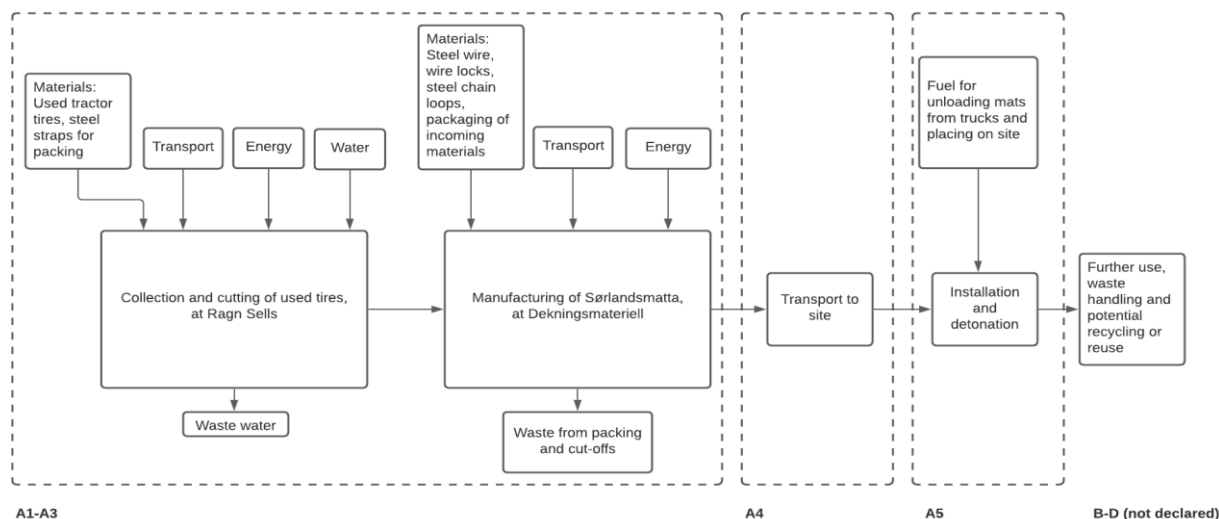 Materials:
Used tractor
tires, steel
straps for
packing
Transport
Energy
Water
Materials:
Steel wire,
wire locks,
steel chain
loops,
packaging of
incoming
materials
Transport
Energy
Fuel for
unloading mats
from trucks and
placing on site
Collection and cutting of used tires,
at Ragn Sells
Manufacturing of Sørlandsmatta,
at Dekningsmateriell
Transport to
site
Installation
and
detonation
Further use,
waste
handling and
potential
recycling or
reuse
Waste water
Waste from packing
and cut-offs
A1-A3
A4
A5
B-D (not declared)